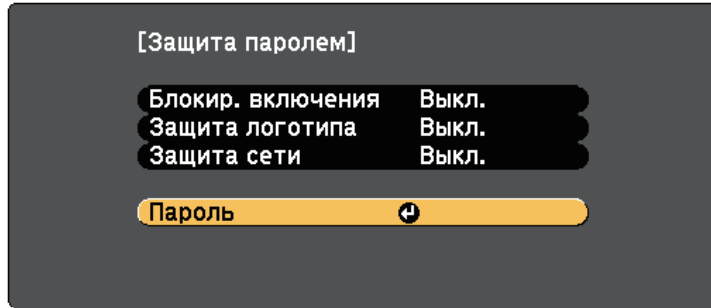 [Защита паролем]
Блокир. включения Выкл.
Защита логотипа Выкл.
Защита сети Выкл.
Пароль